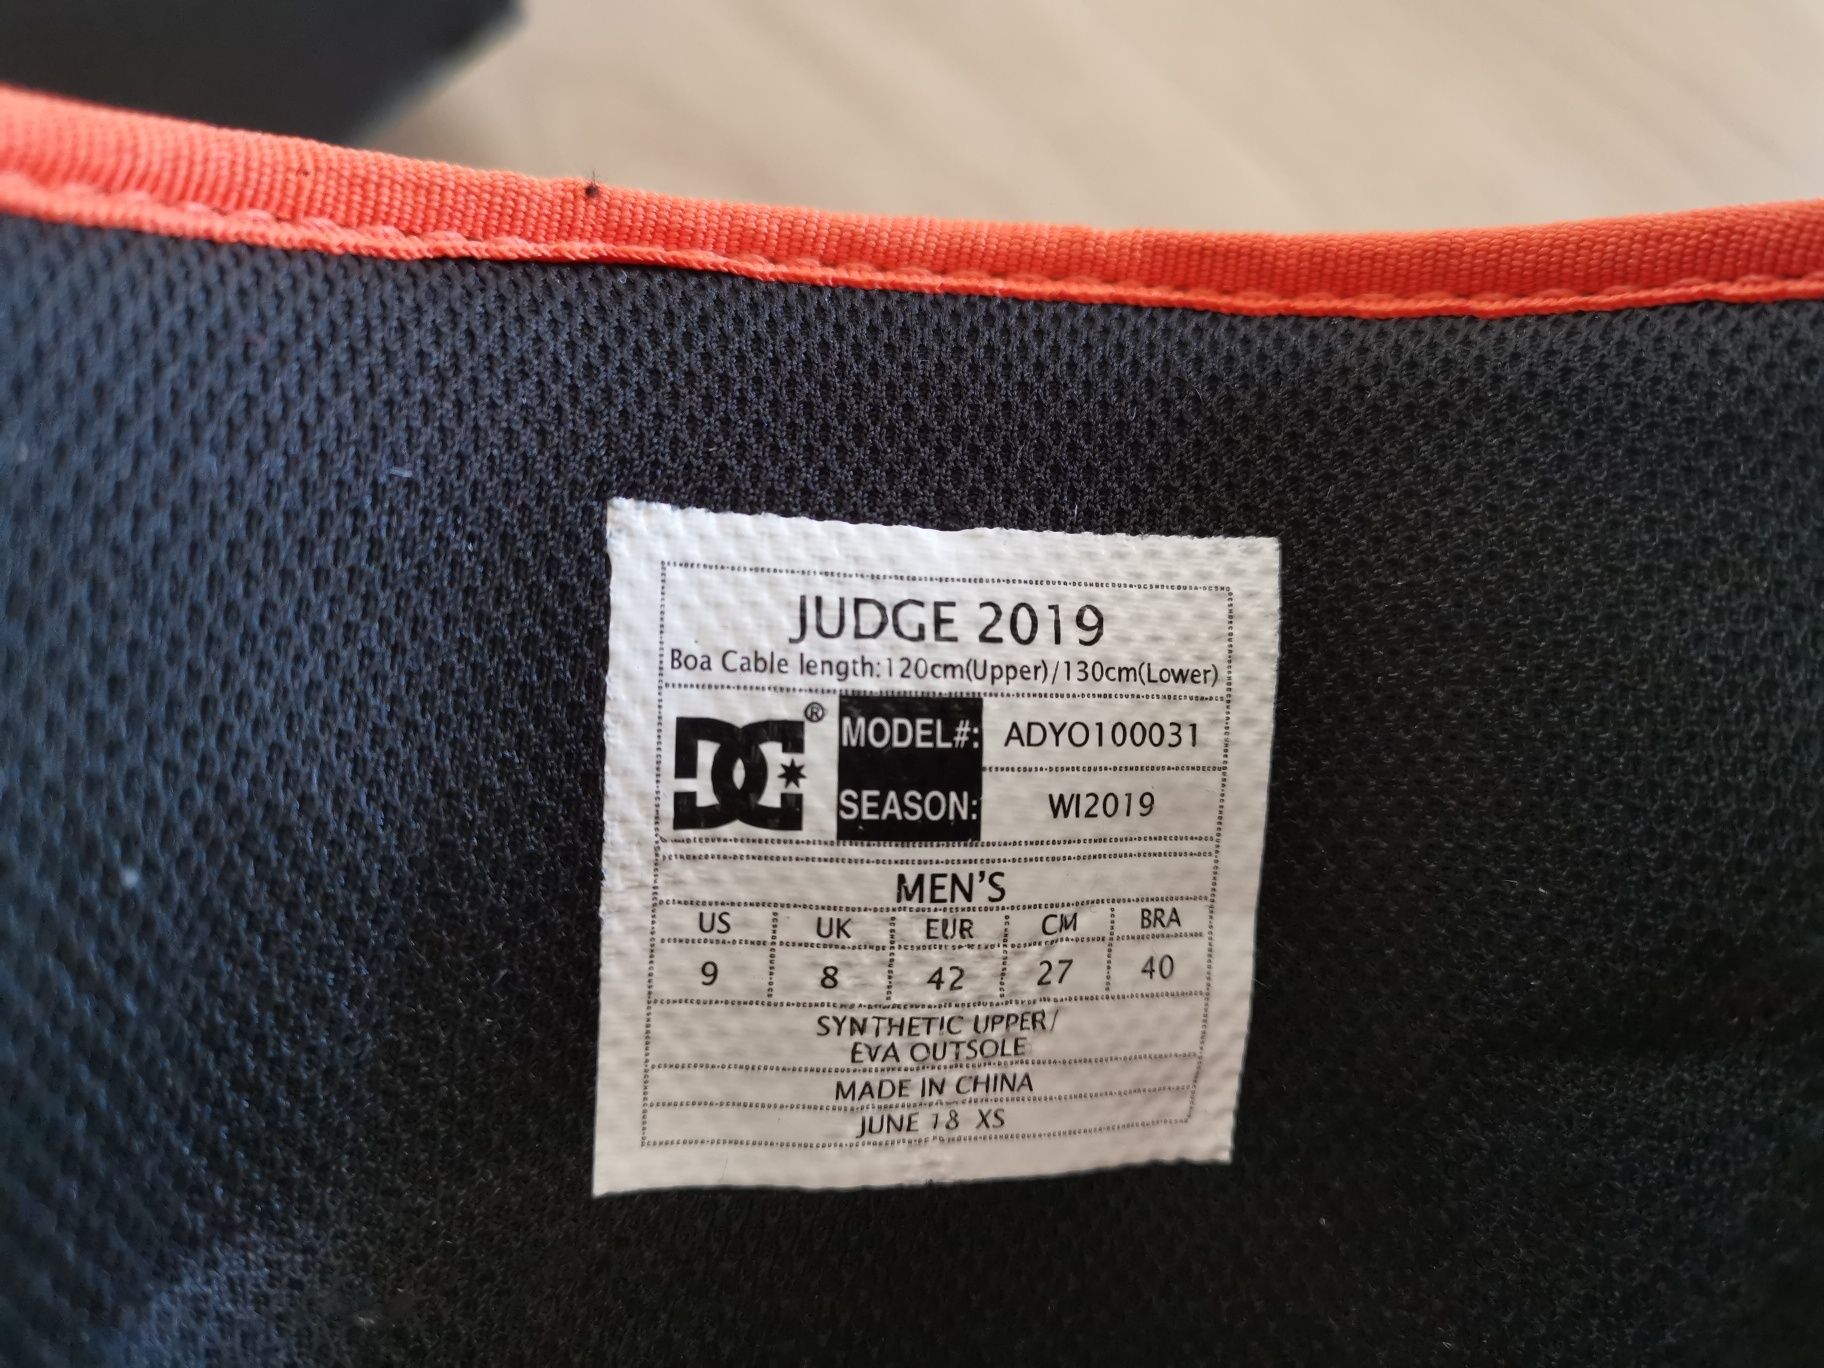 JUDGE 2019
Boa Cable length:120cm(Upper)/130cm(Lower)
DC® MODEL#: ADYO100031
SEASON: WI2019
MEN'S
US UK EUR CM BRA
9 8 42 27 40
SYNTHETIC UPPER/
EVA OUTSOLE
MADE IN CHINA
JUNE 18 XS